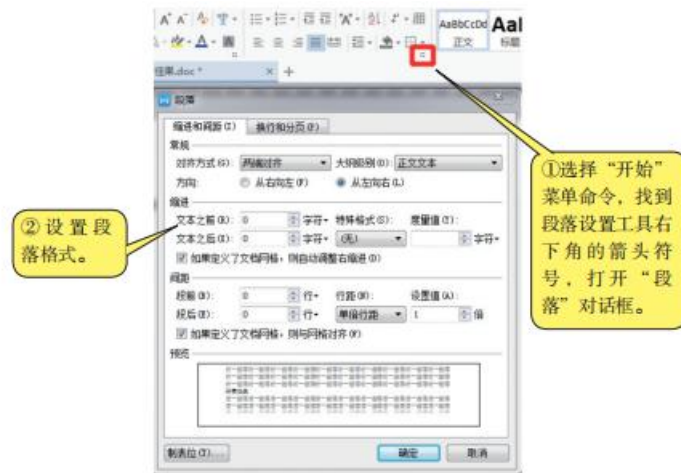 AaBbCcDd Aal
正文 标题
佳果.doc * × +
段落
缩进和间距(I) 换行和分页(P)
常规
对齐方式(G): 两端对齐 大纲级别(O): 正文文本
方向: 从右向左(F) 从左向右(L)
缩进
文本之前(R): 0 字符 特殊格式(S): 度量值(Y):
文本之后(X): 0 字符 (无) 字符
如果定义了文档网格,则自动调整右缩进(D)
间距
段前(B): 0 行 行距(N): 设置值(A):
段后(E): 0 行 单倍行距 1 倍
如果定义了文档网格,则与网格对齐(W)
预览
制表位(T)... 确定 取消
①选择“开始”
菜单命令,找到
段落设置工具右
下角的箭头符
号,打开“段
落”对话框。
②设置段
落格式。